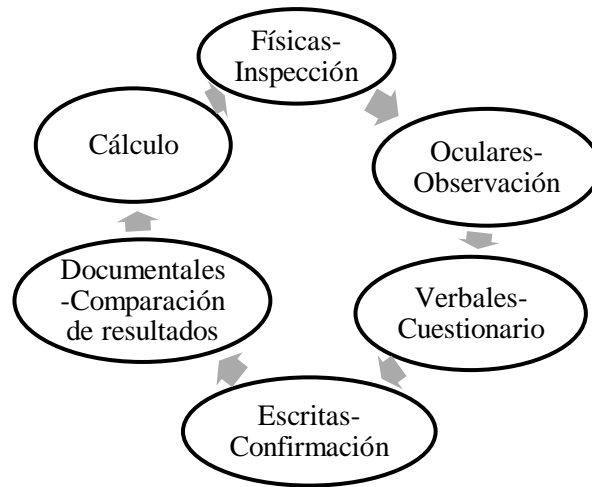 Físicas-
Inspección
Oculares-
Observación
Verbales-
Cuestionario
Escritas-
Confirmación
Documentales
-Comparación
de resultados
Cálculo